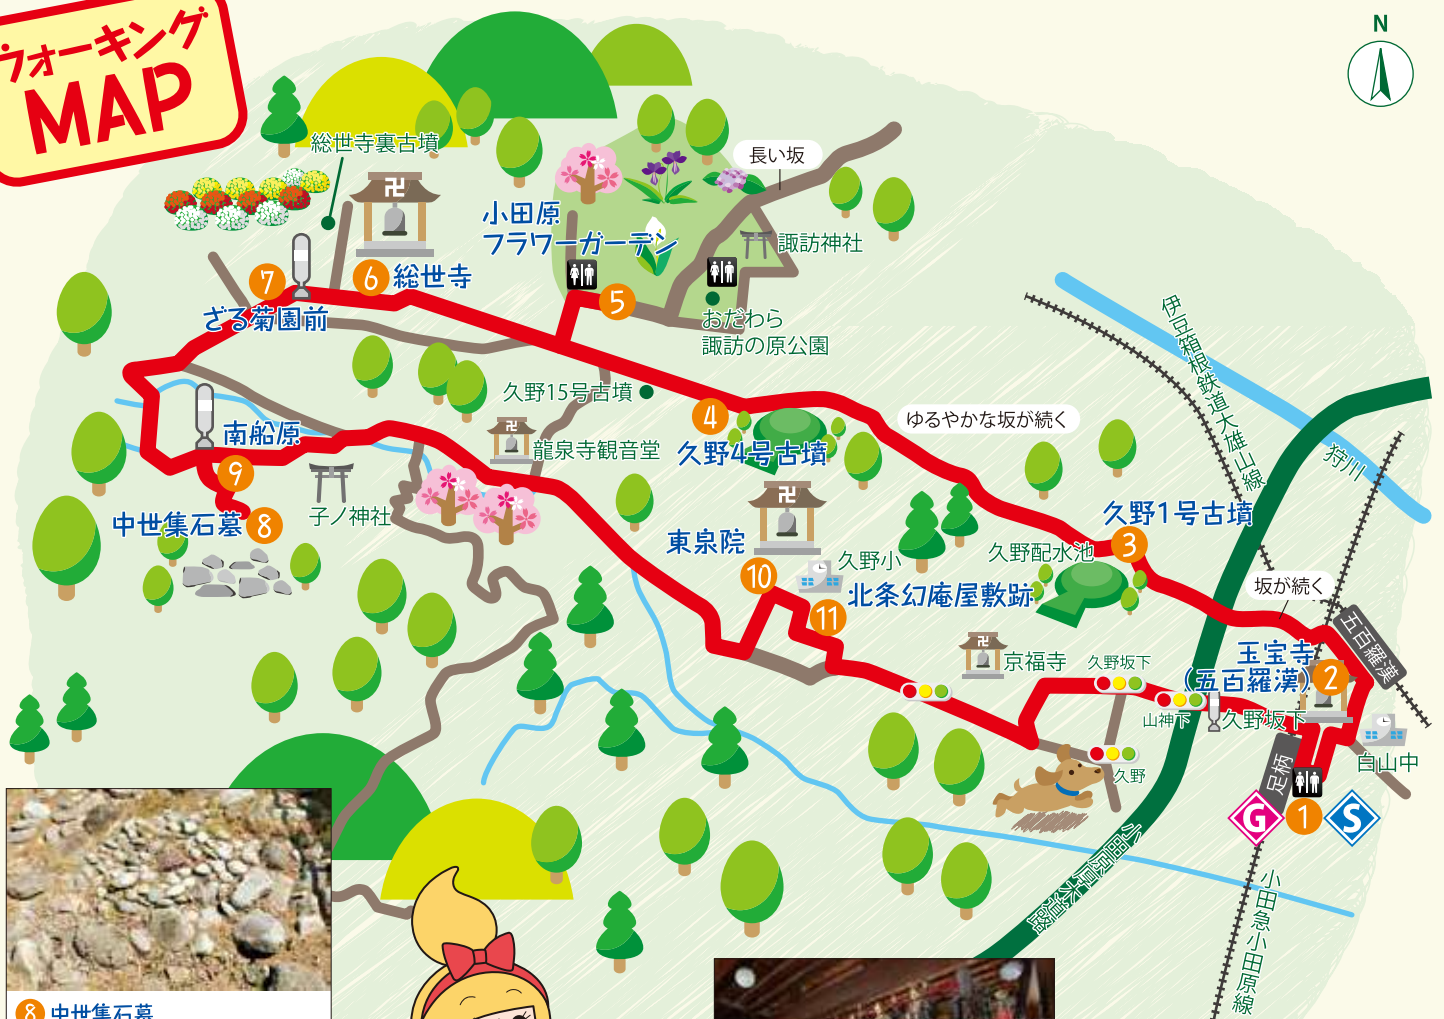 ウォーキング
MAP
N
総世寺裏古墳
長い坂
小田原
フラワーガーデン
諏訪神社
7
6
総世寺
5
ざる菊園前
おだわら
諏訪の原公園
伊豆箱根鉄道大雄山線
久野15号古墳
4
ゆるやかな坂が続く
南船原
龍泉寺観音堂
久野4号古墳
狩川
9
子ノ神社
中世集石墓
8
久野1号古墳
東泉院
久野配水池
3
久野小
10
北条幻庵屋敷跡
坂が続く
11
五百羅漢
玉宝寺
(五百羅漢)
2
京福寺
久野坂下
山神下
久野坂下
白山中
久野
足柄
G
1
S
小田原厚木道路
小田急小田原線
8
中世集石墓